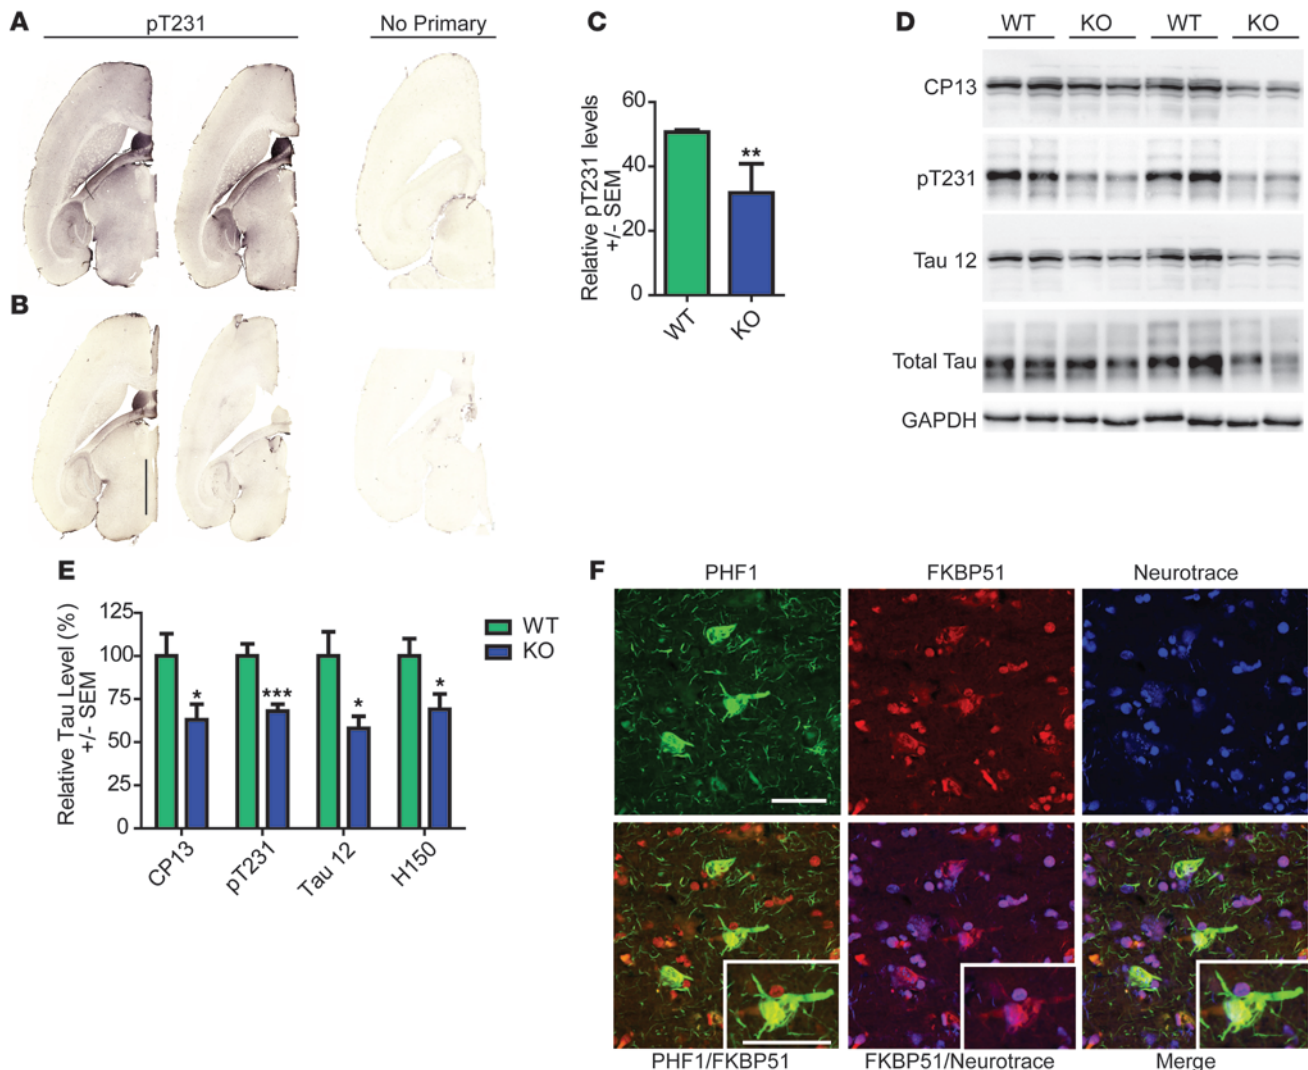 A
pT231
No Primary
B
C
Relative pT231 levels
+/- SEM
60
40
20
0
**
WT
KO
D
WT KO WT KO
CP13
pT231
Tau 12
Total Tau
GAPDH
E
Relative Tau Level (%)
+/- SEM
125
100
75
50
25
0
* *** * *
WT
KO
CP13
pT231
Tau 12
H150
F
PHF1 FKBP51 Neurotrace
PHF1/FKBP51 FKBP51/Neurotrace Merge